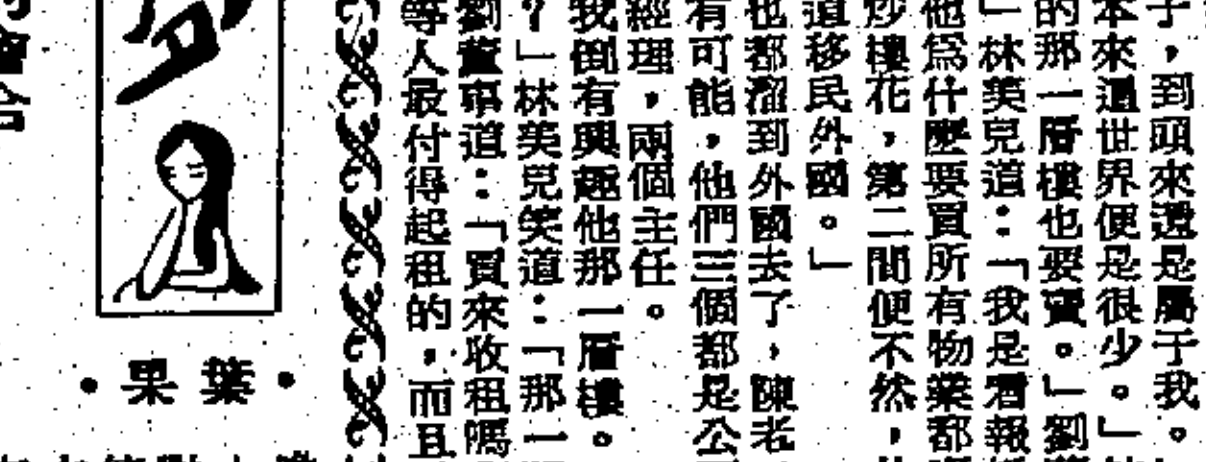 子，到頭來還是屬于我。
本來這世界便是很少。」
的那一層樓也要賣。」劉
」林美兒道：「我是看報
他爲什麼要買所有物業都
炒樓花，第二間便不然，
道移民外國。」
也都溜到外國去了，陳老
有可能，他們三個都是公
經理，兩個主任。
我倒有興趣他那一層樓。
？」林美兒笑道：「那一
劉董事道：「買來收租嗎
等人最付得起租的，而且
・葉果・